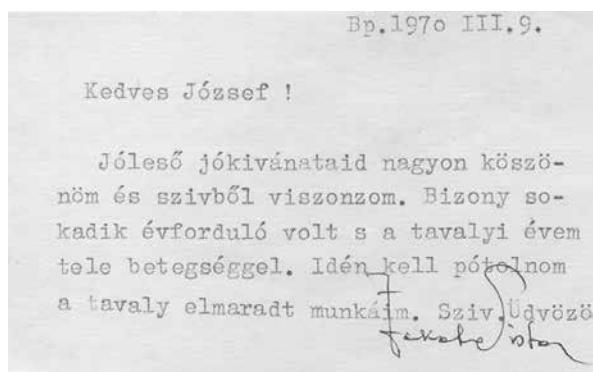 Bp.197o III.9.
Kedves József !
Jóleső jókivánataid nagyon köszö-
nöm és szivből viszonzom. Bizony so-
kadik évforduló volt s a tavalyi évem
tele betegséggel. Idén kell pótolnom
a tavaly elmaradt munkáim. Sziv.Üdvözö
Fekete István